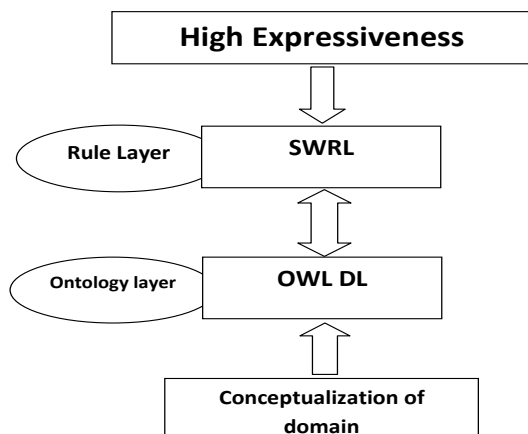 High Expressiveness
Rule Layer
SWRL
Ontology layer
OWL DL
Conceptualization of
domain